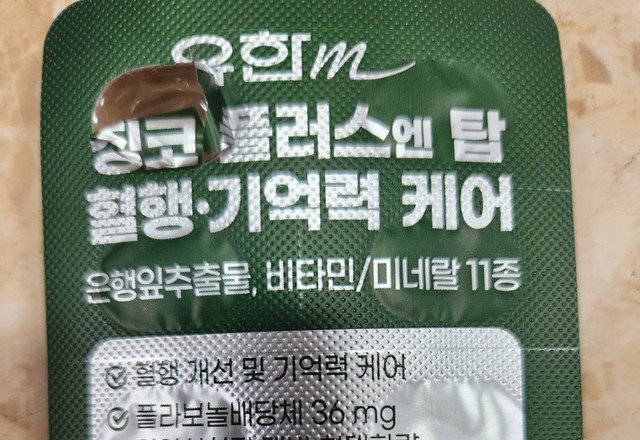 유한m
징코 플러스엔 탑
혈행·기억력 케어
은행잎추출물, 비타민/미네랄 11종
혈행 개선 및 기억력 케어
플라보놀배당체 36 mg